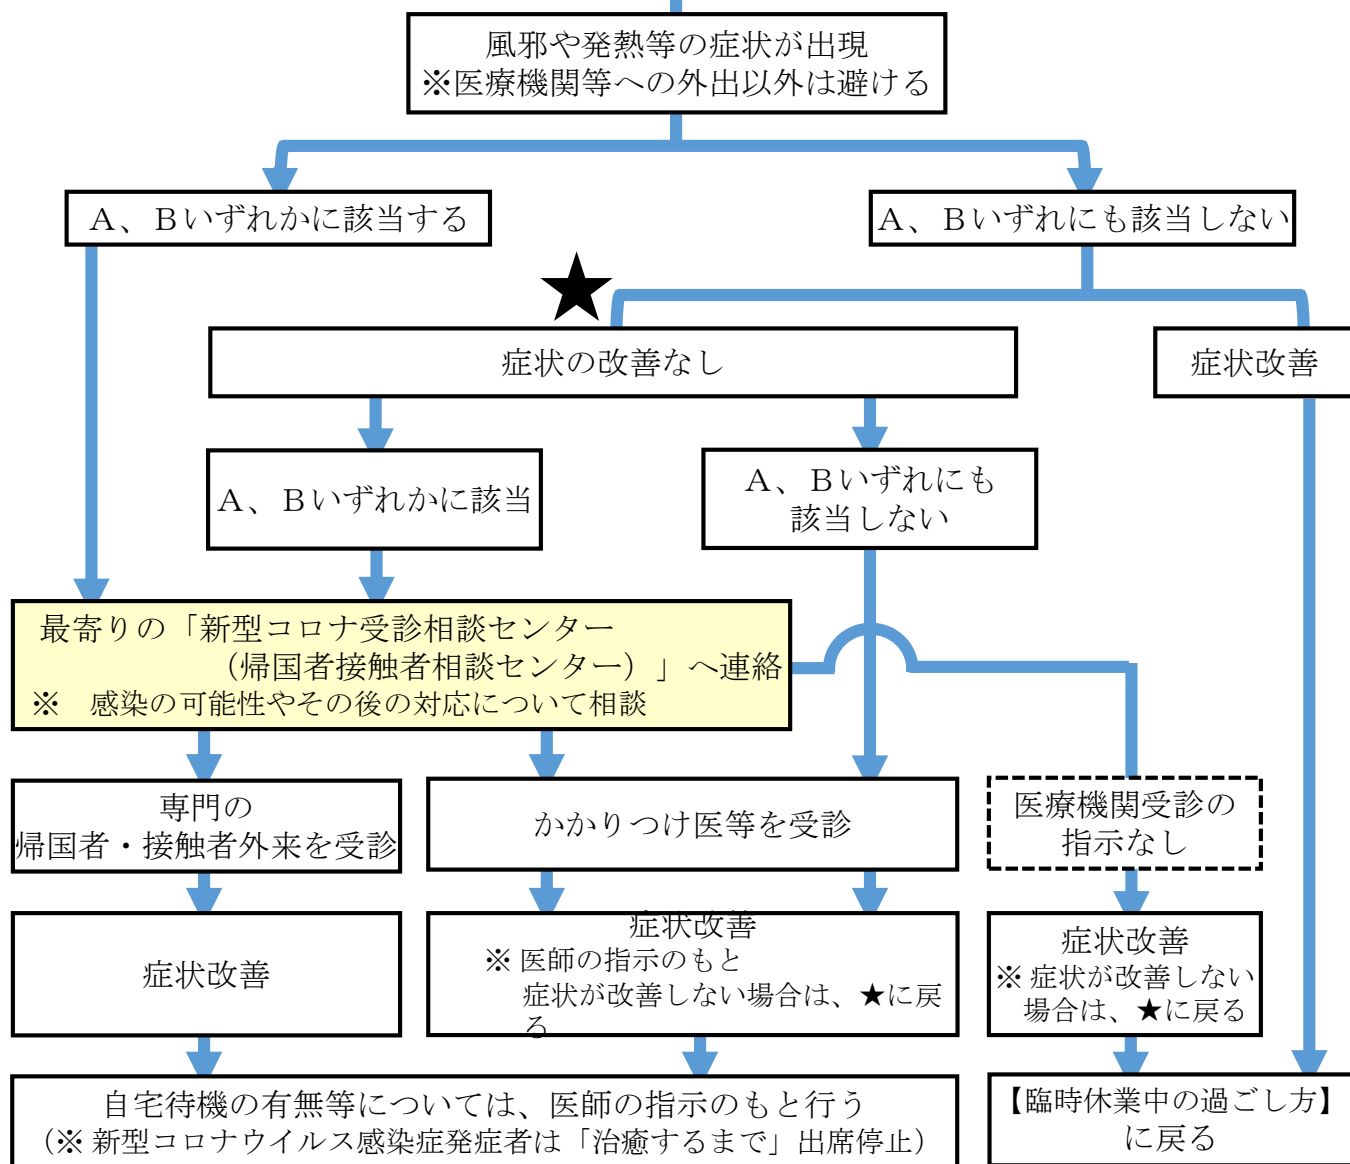 風邪や発熱等の症状が出現
※医療機関等への外出以外は避ける
Ａ、Ｂいずれかに該当する
Ａ、Ｂいずれにも該当しない
★
症状の改善なし
症状改善
Ａ、Ｂいずれかに該当
Ａ、Ｂいずれにも
該当しない
最寄りの「新型コロナ受診相談センター
（帰国者接触者相談センター）」へ連絡
※　感染の可能性やその後の対応について相談
専門の
帰国者・接触者外来を受診
かかりつけ医等を受診
医療機関受診の
指示なし
症状改善
症状改善
※ 医師の指示のもと
症状が改善しない場合は、★に戻
る
症状改善
※ 症状が改善しない
場合は、★に戻る
自宅待機の有無等については、医師の指示のもと行う
（※ 新型コロナウイルス感染症発症者は「治癒するまで」出席停止）
【臨時休業中の過ごし方】
に戻る